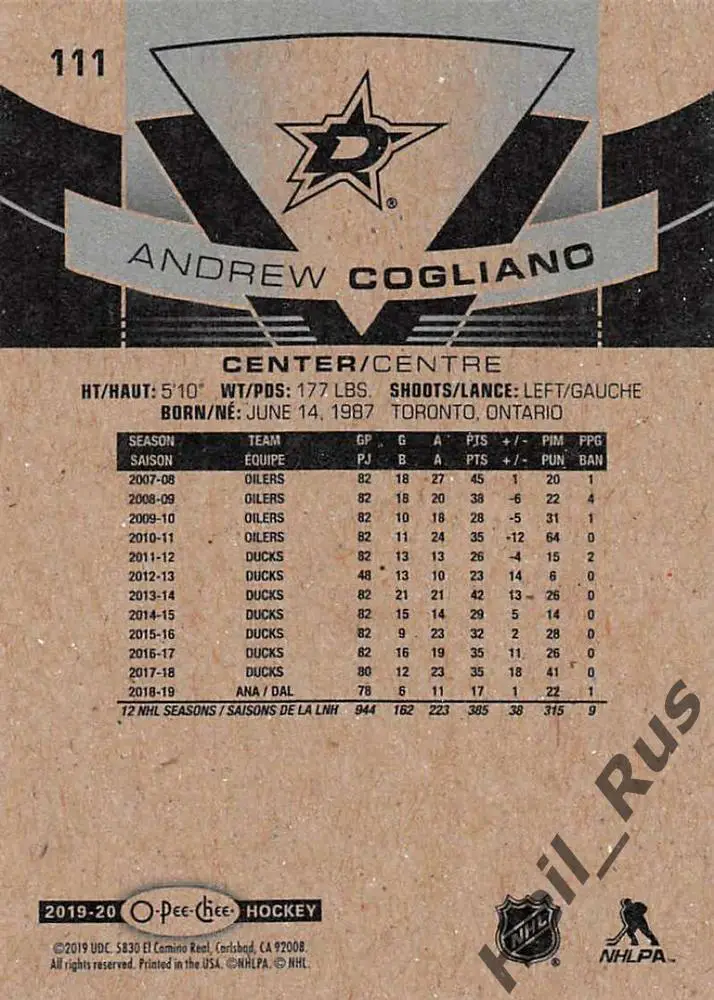 111
D
®
ANDREW COGLIANO
CENTER/CENTRE
HT/HAUT: 5'10" WT/PDS: 177 LBS. SHOOTS/LANCE: LEFT/GAUCHE
BORN/NÉ: JUNE 14, 1987 TORONTO, ONTARIO
SEASON TEAM GP G A PTS +/- PIM PPG
SAISON ÉQUIPE PJ B A PTS +/- PUN BAN
2007-08 OILERS 82 18 27 45 1 20 1
2008-09 OILERS 82 18 20 38 -6 22 4
2009-10 OILERS 82 10 18 28 -5 31 1
2010-11 OILERS 82 11 24 35 -12 64 0
2011-12 DUCKS 82 13 13 26 -4 15 2
2012-13 DUCKS 48 13 10 23 14 6 0
2013-14 DUCKS 82 21 21 42 13 26 0
2014-15 DUCKS 82 15 14 29 5 14 0
2015-16 DUCKS 82 9 23 32 2 28 0
2016-17 DUCKS 82 16 19 35 11 26 0
2017-18 DUCKS 80 12 23 35 18 41 0
2018-19 ANA / DAL 78 6 11 17 1 22 1
12 NHL SEASONS / SAISONS DE LA LNH 944 162 223 385 38 315 9
2019-20 O-Pee-Chee HOCKEY
©2019 UDC. 5830 El Camino Real, Carlsbad, CA 92008.
All rights reserved. Printed in the USA. ©NHLPA. © NHL.
NHL ®
NHLPA™
Hail_Rus